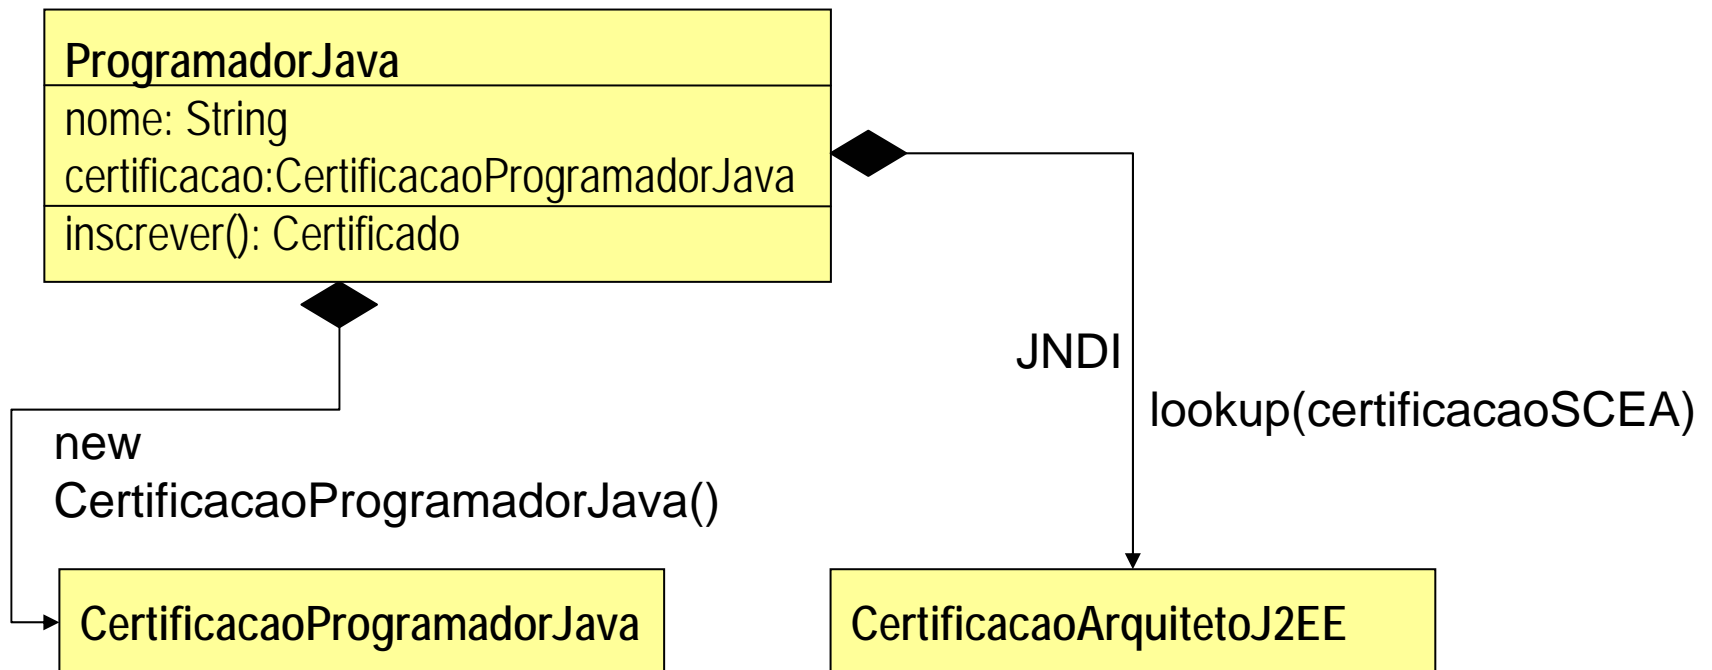 ProgramadorJava
nome: String
certificacao:CertificacaoProgramadorJava
inscrever(): Certificado
JNDI
lookup(certificacaoSCEA)
new
CertificacaoProgramadorJava()
CertificacaoProgramadorJava
CertificacaoArquitetoJ2EE